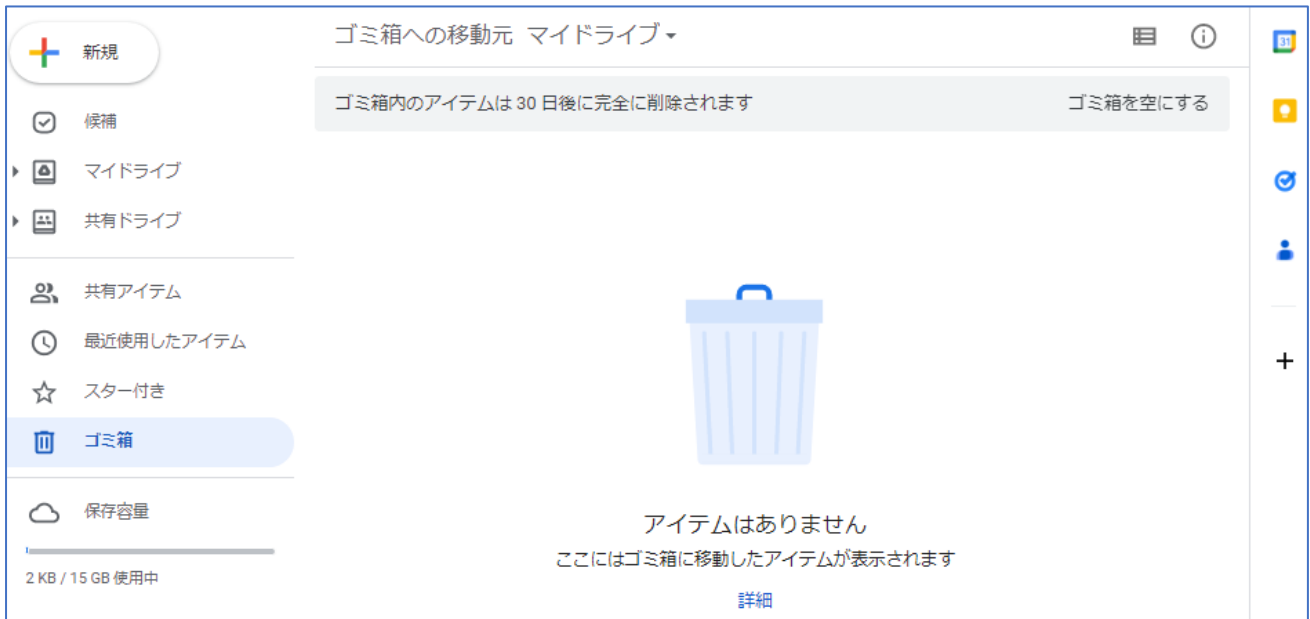 新規
候補
マイドライブ
共有ドライブ
共有アイテム
最近使用したアイテム
スター付き
ゴミ箱
保存容量
2 KB / 15 GB 使用中
ゴミ箱への移動元 マイドライブ
ゴミ箱内のアイテムは 30 日後に完全に削除されます ゴミ箱を空にする
アイテムはありません
ここにはゴミ箱に移動したアイテムが表示されます
詳細
31